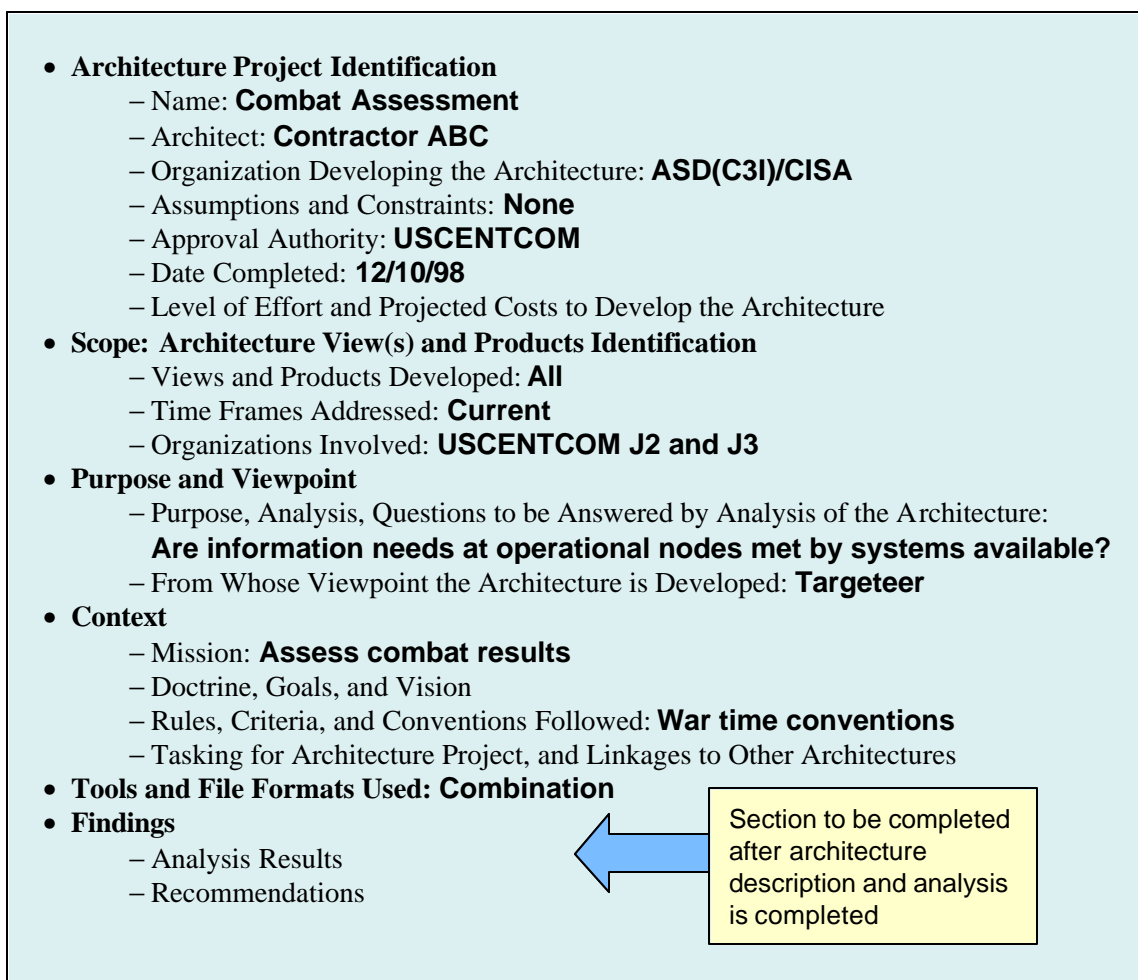 • Architecture Project Identification
– Name: Combat Assessment
– Architect: Contractor ABC
– Organization Developing the Architecture: ASD(C3I)/CISA
– Assumptions and Constraints: None
– Approval Authority: USCENTCOM
– Date Completed: 12/10/98
– Level of Effort and Projected Costs to Develop the Architecture
• Scope: Architecture View(s) and Products Identification
– Views and Products Developed: All
– Time Frames Addressed: Current
– Organizations Involved: USCENTCOM J2 and J3
• Purpose and Viewpoint
– Purpose, Analysis, Questions to be Answered by Analysis of the Architecture:
Are information needs at operational nodes met by systems available?
– From Whose Viewpoint the Architecture is Developed: Targeteer
• Context
– Mission: Assess combat results
– Doctrine, Goals, and Vision
– Rules, Criteria, and Conventions Followed: War time conventions
– Tasking for Architecture Project, and Linkages to Other Architectures
• Tools and File Formats Used: Combination
• Findings
– Analysis Results
– Recommendations
Section to be completed
after architecture
description and analysis
is completed